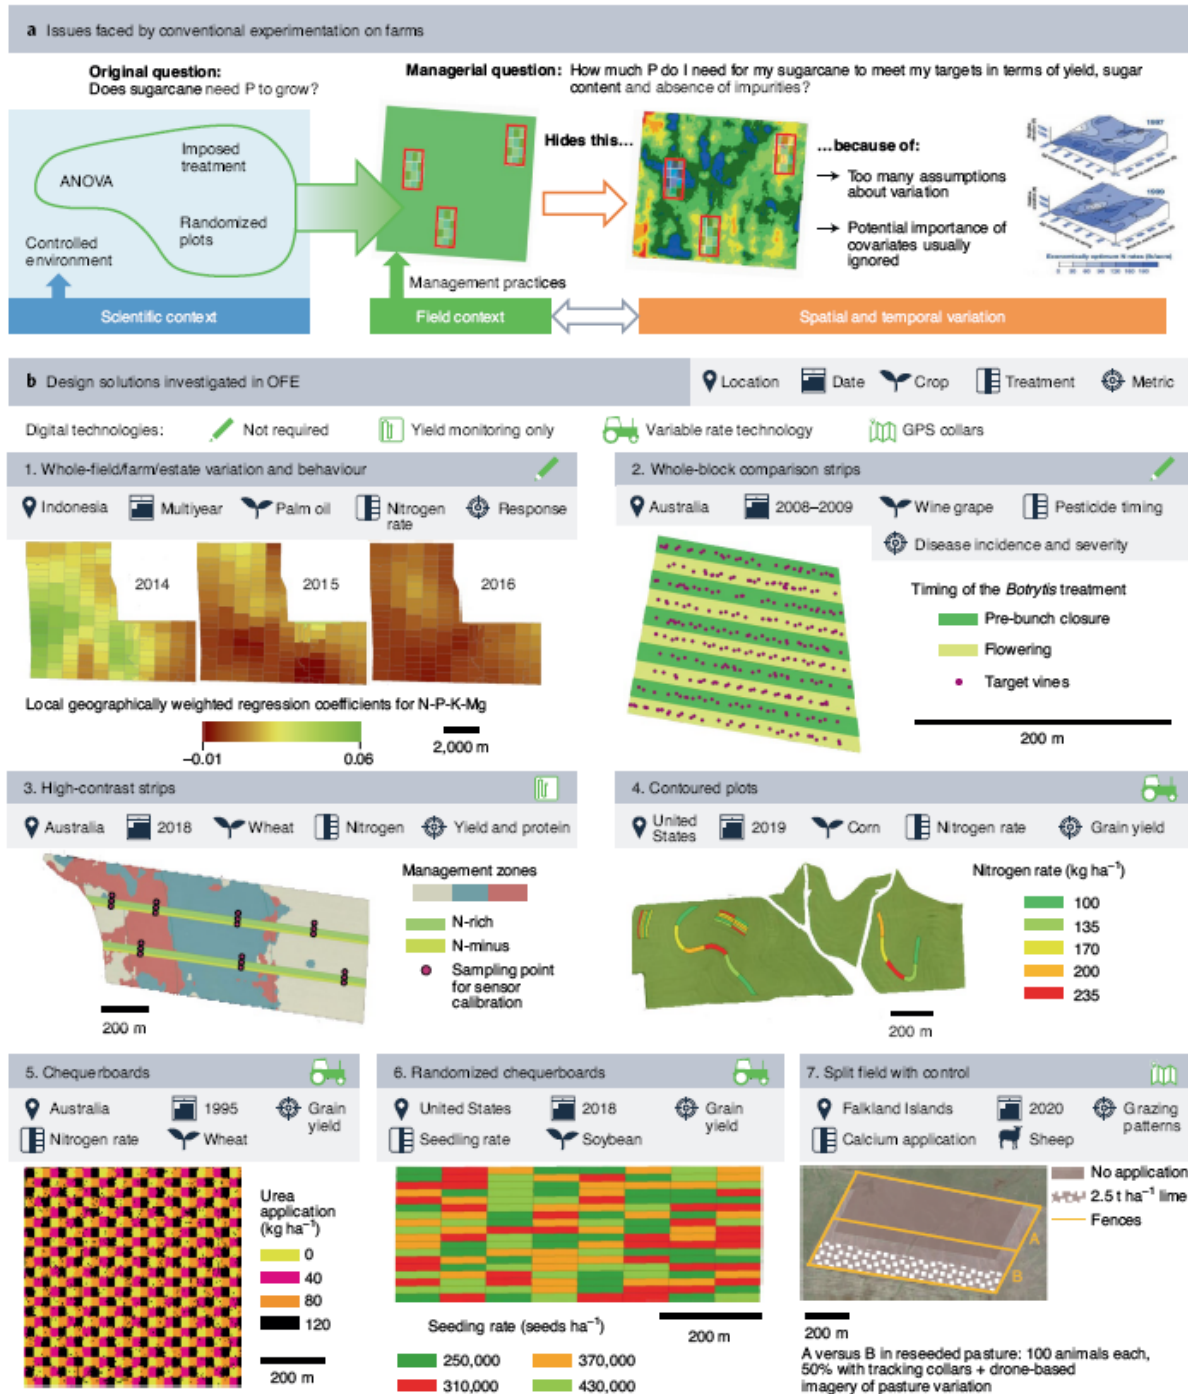 a Issues faced by conventional experimentation on farms
Original question:
Does sugarcane need P to grow?
Managerial question: How much P do I need for my sugarcane to meet my targets in terms of yield, sugar
content and absence of impurities?
Imposed
treatment
ANOVA
Randomized
plots
Controlled
environment
Scientific context
Management practices
Field context
Hides this...
...because of:
→ Too many assumptions
about variation
→ Potential importance of
covariates usually
ignored
1997
1999
Economically optimum N rates (lb/acre)
Spatial and temporal variation
b Design solutions investigated in OFE
Location
Date
Crop
Treatment
Metric
Digital technologies:
Not required
Yield monitoring only
Variable rate technology
GPS collars
1. Whole-field/farm/estate variation and behaviour
Indonesia
Multiyear
Palm oil
Nitrogen
rate
Response
2014
2015
2016
Local geographically weighted regression coefficients for N-P-K-Mg
−0.01
0.06
2,000 m
2. Whole-block comparison strips
Australia
2008–2009
Wine grape
Pesticide timing
Disease incidence and severity
Timing of the Botrytis treatment
Pre-bunch closure
Flowering
Target vines
200 m
3. High-contrast strips
Australia
2018
Wheat
Nitrogen
Yield and protein
Management zones
N-rich
N-minus
Sampling point
for sensor
calibration
200 m
4. Contoured plots
United
States
2019
Corn
Nitrogen rate
Grain yield
Nitrogen rate (kg ha⁻¹)
100
135
170
200
235
200 m
5. Chequerboards
Australia
1995
Grain
yield
Nitrogen rate
Wheat
Urea
application
(kg ha⁻¹)
0
40
80
120
200 m
6. Randomized chequerboards
United States
2018
Grain
yield
Seedling rate
Soybean
Seeding rate (seeds ha⁻¹)
200 m
250,000
370,000
310,000
430,000
7. Split field with control
Falkland Islands
2020
Grazing
patterns
Calcium application
Sheep
No application
2.5 t ha⁻¹ lime
Fences
A
B
200 m
A versus B in reseeded pasture: 100 animals each,
50% with tracking collars + drone-based
imagery of pasture variation